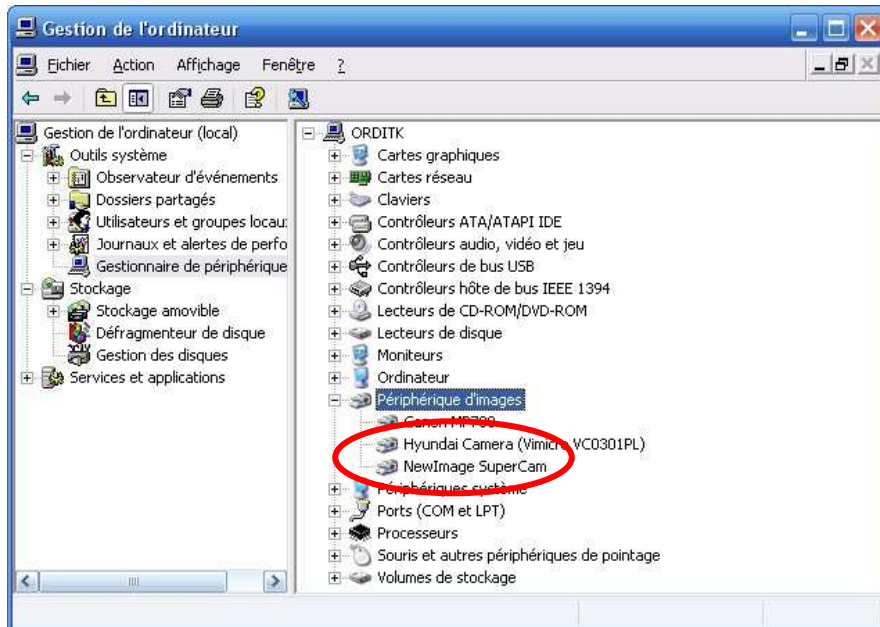 Gestion de l'ordinateur
Fichier Action Affichage Fenêtre ?
Gestion de l'ordinateur (local)
Outils système
Observateur d'événements
Dossiers partagés
Utilisateurs et groupes locau
Journaux et alertes de perfo
Gestionnaire de périphérique
Stockage
Stockage amovible
Défragmenteur de disque
Gestion des disques
Services et applications
ORDITK
Cartes graphiques
Cartes réseau
Claviers
Contrôleurs ATA/ATAPI IDE
Contrôleurs audio, vidéo et jeu
Contrôleurs de bus USB
Contrôleurs hôte de bus IEEE 1394
Lecteurs de CD-ROM/DVD-ROM
Lecteurs de disque
Moniteurs
Ordinateur
Périphérique d'images
Canon
Hyundai Camera (Vimicro VC0301PL)
NewImage SuperCam
Périphériques système
Ports (COM et LPT)
Processeurs
Souris et autres périphériques de pointage
Volumes de stockage